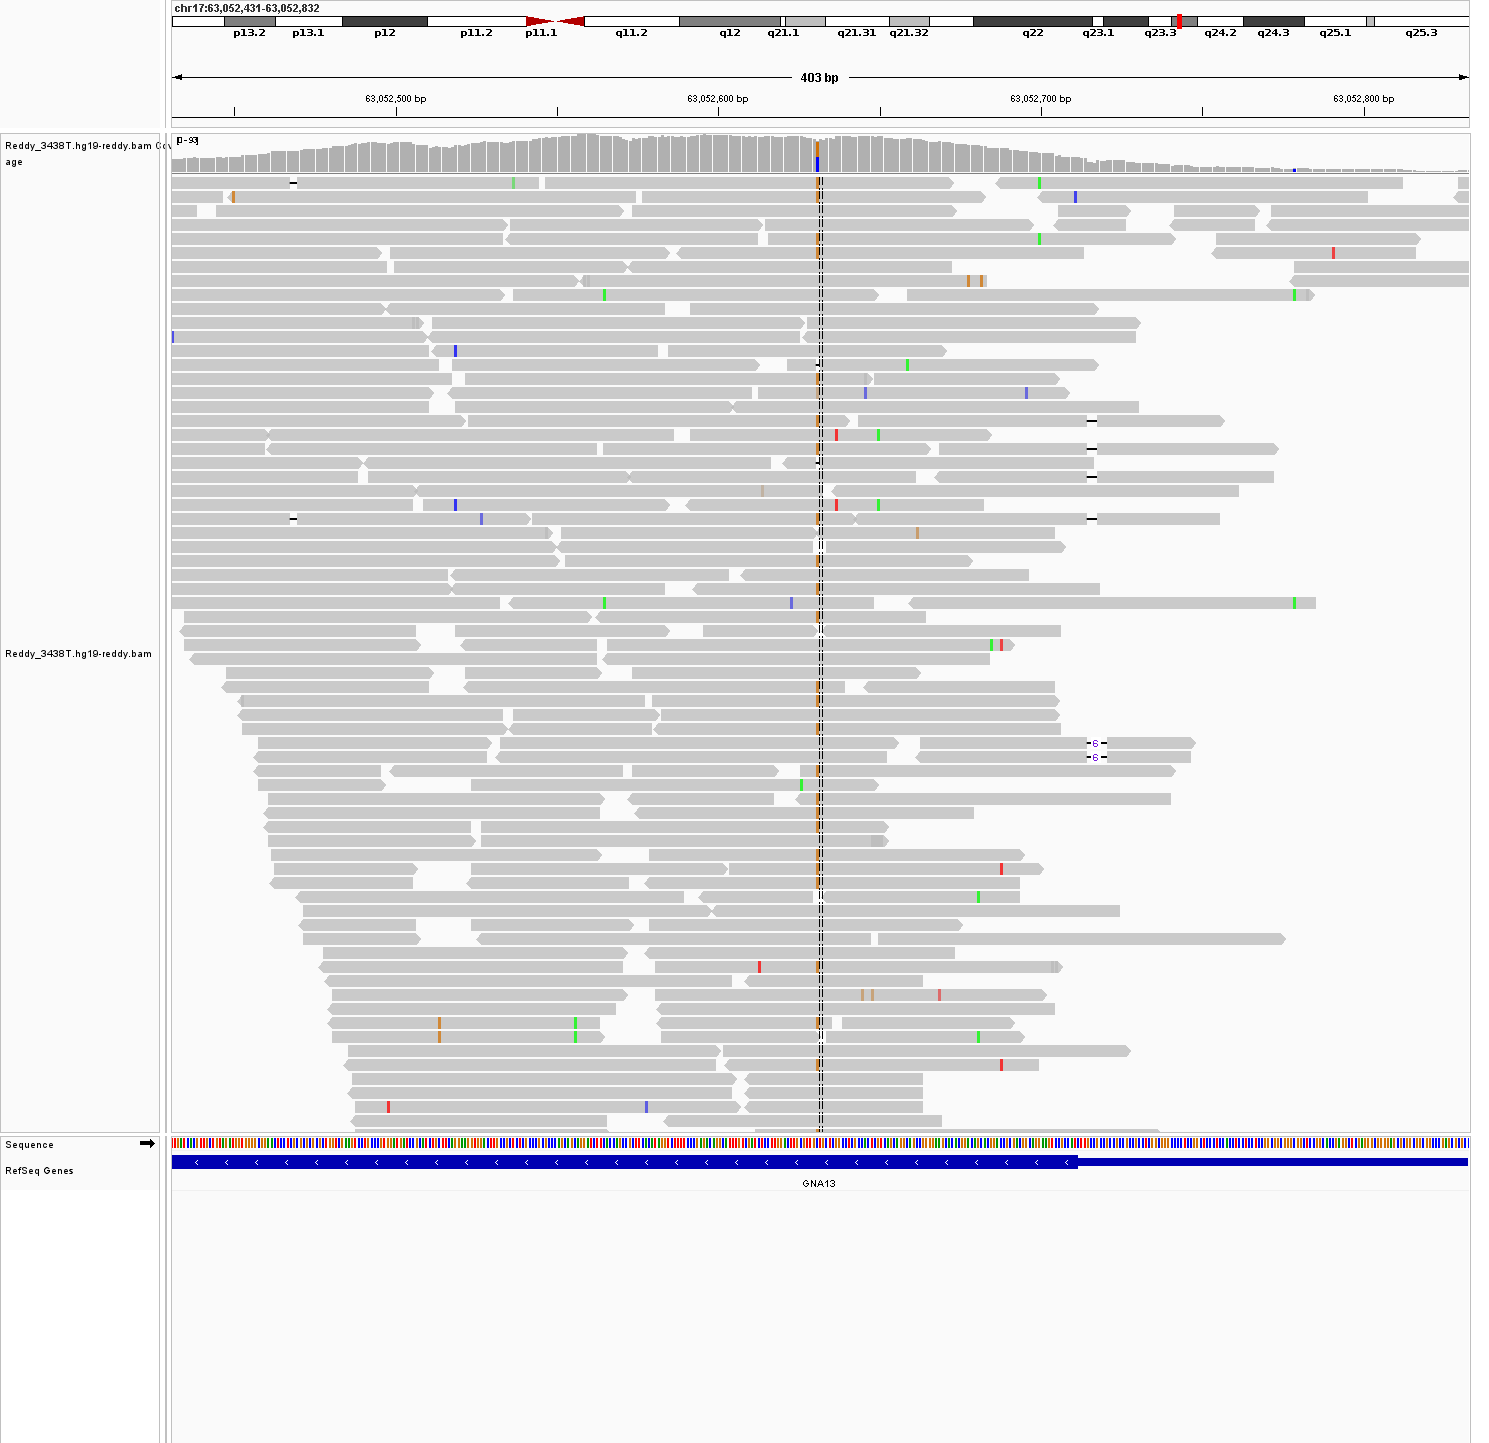 chr17:63,052,431-63,052,832
p13.2 p13.1 p12 p11.2 p11.1 q11.2 q12 q21.1 q21.31 q21.32 q22 q23.1 q23.3 q24.2 q24.3 q25.1 q25.3
403 bp
63,052,500 bp 63,052,600 bp 63,052,700 bp 63,052,800 bp
[0-93]
Reddy_3438T.hg19-reddy.bam Cov
age
6
6
Reddy_3438T.hg19-reddy.bam
Sequence
RefSeq Genes
GNA13